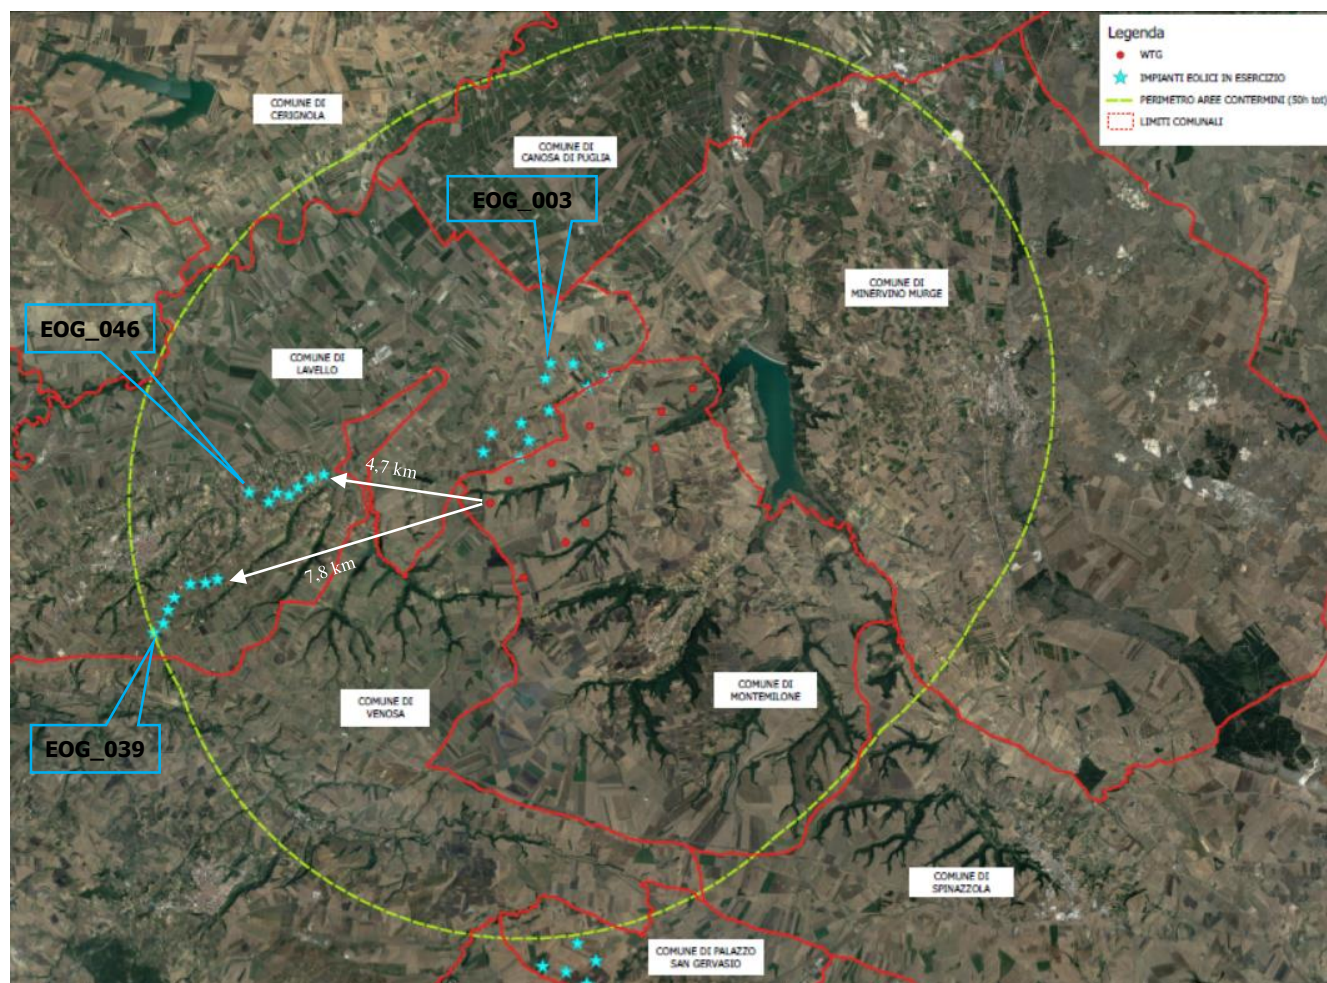 Legenda
WTG
IMPIANTI EOLICI IN ESERCIZIO
PERIMETRO AREE CONTERMINI (50h tot)
LIMITI COMUNALI
COMUNE DI
CERIGNOLA
COMUNE DI
CANOSA DI PUGLIA
EOG_003
COMUNE DI
MINERVINO MURGE
EOG_046
COMUNE DI
LAVELLO
4,7 km
7,8 km
COMUNE DI
MONTEMILONE
COMUNE DI
VENOSA
EOG_039
COMUNE DI
SPINAZZOLA
COMUNE DI PALAZZO
SAN GERVASIO